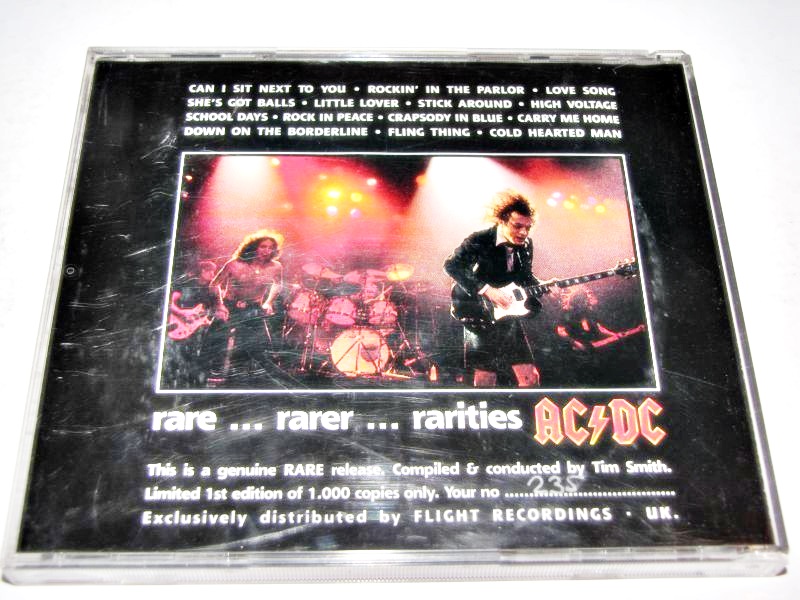 CAN I SIT NEXT TO YOU • ROCKIN' IN THE PARLOR • LOVE SONG
SHE'S GOT BALLS • LITTLE LOVER • STICK AROUND • HIGH VOLTAGE
SCHOOL DAYS • ROCK IN PEACE • CRAPSODY IN BLUE • CARRY ME HOME
DOWN ON THE BORDERLINE • FLING THING • COLD HEARTED MAN
rare ... rarer ... rarities AC⚡DC
This is a genuine RARE release. Compiled & conducted by Tim Smith.
Limited 1st edition of 1.000 copies only. Your no ......235......................
Exclusively distributed by FLIGHT RECORDINGS • UK.